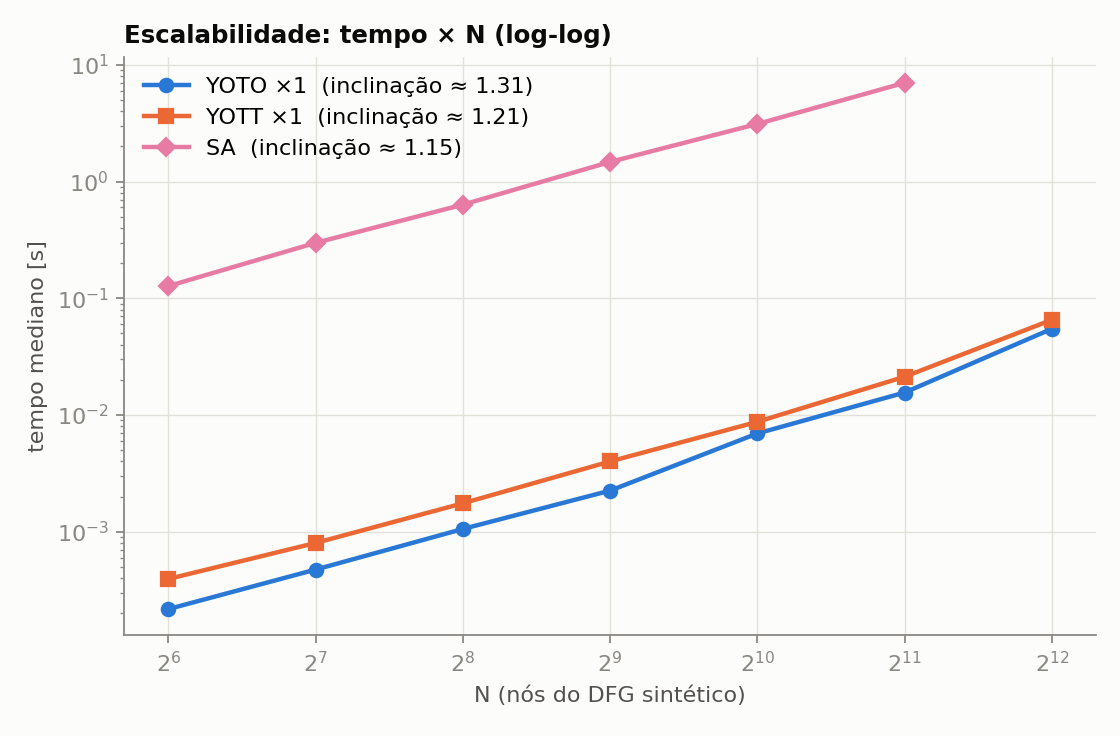 Escalabilidade: tempo × N (log-log)
YOTO ×1 (inclinação ≈ 1.31)
YOTT ×1 (inclinação ≈ 1.21)
SA (inclinação ≈ 1.15)
10¹
10⁰
10⁻¹
10⁻²
10⁻³
tempo mediano [s]
2⁶ 2⁷ 2⁸ 2⁹ 2¹⁰ 2¹¹ 2¹²
N (nós do DFG sintético)